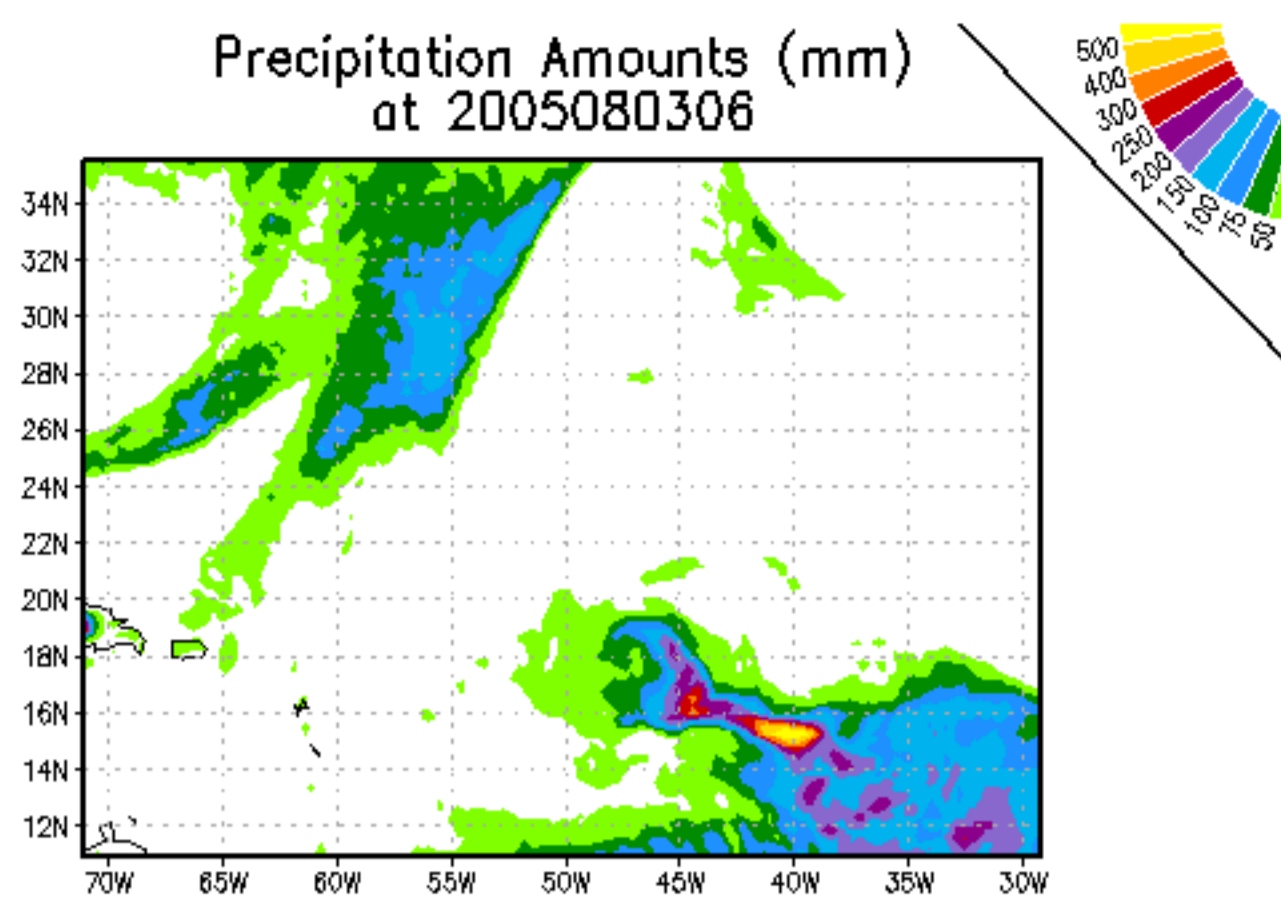 Precipitation Amounts (mm)
at 2005080306
500
400
300
250
200
150
100
75
50
34N
32N
30N
28N
26N
24N
22N
20N
18N
16N
14N
12N
70W 65W 60W 55W 50W 45W 40W 35W 30W